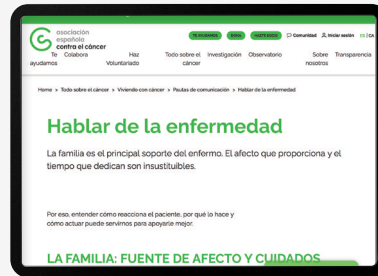 asociación
española
contra el cáncer
TE AYUDAMOS DONA HAZTE SOCIO Comunidad Iniciar sesión ES | CA
Te ayudamos Colabora Haz Voluntariado Todo sobre el cáncer Investigación Observatorio Sobre nosotros Transparencia
Home > Todo sobre el cáncer > Viviendo con cáncer > Pautas de comunicación > Hablar de la enfermedad
Hablar de la enfermedad
La familia es el principal soporte del enfermo. El afecto que proporciona y el
tiempo que dedican son insustituibles.
Por eso, entender cómo reacciona el paciente, por qué lo hace y
cómo actuar puede servirnos para apoyarle mejor.
LA FAMILIA: FUENTE DE AFECTO Y CUIDADOS